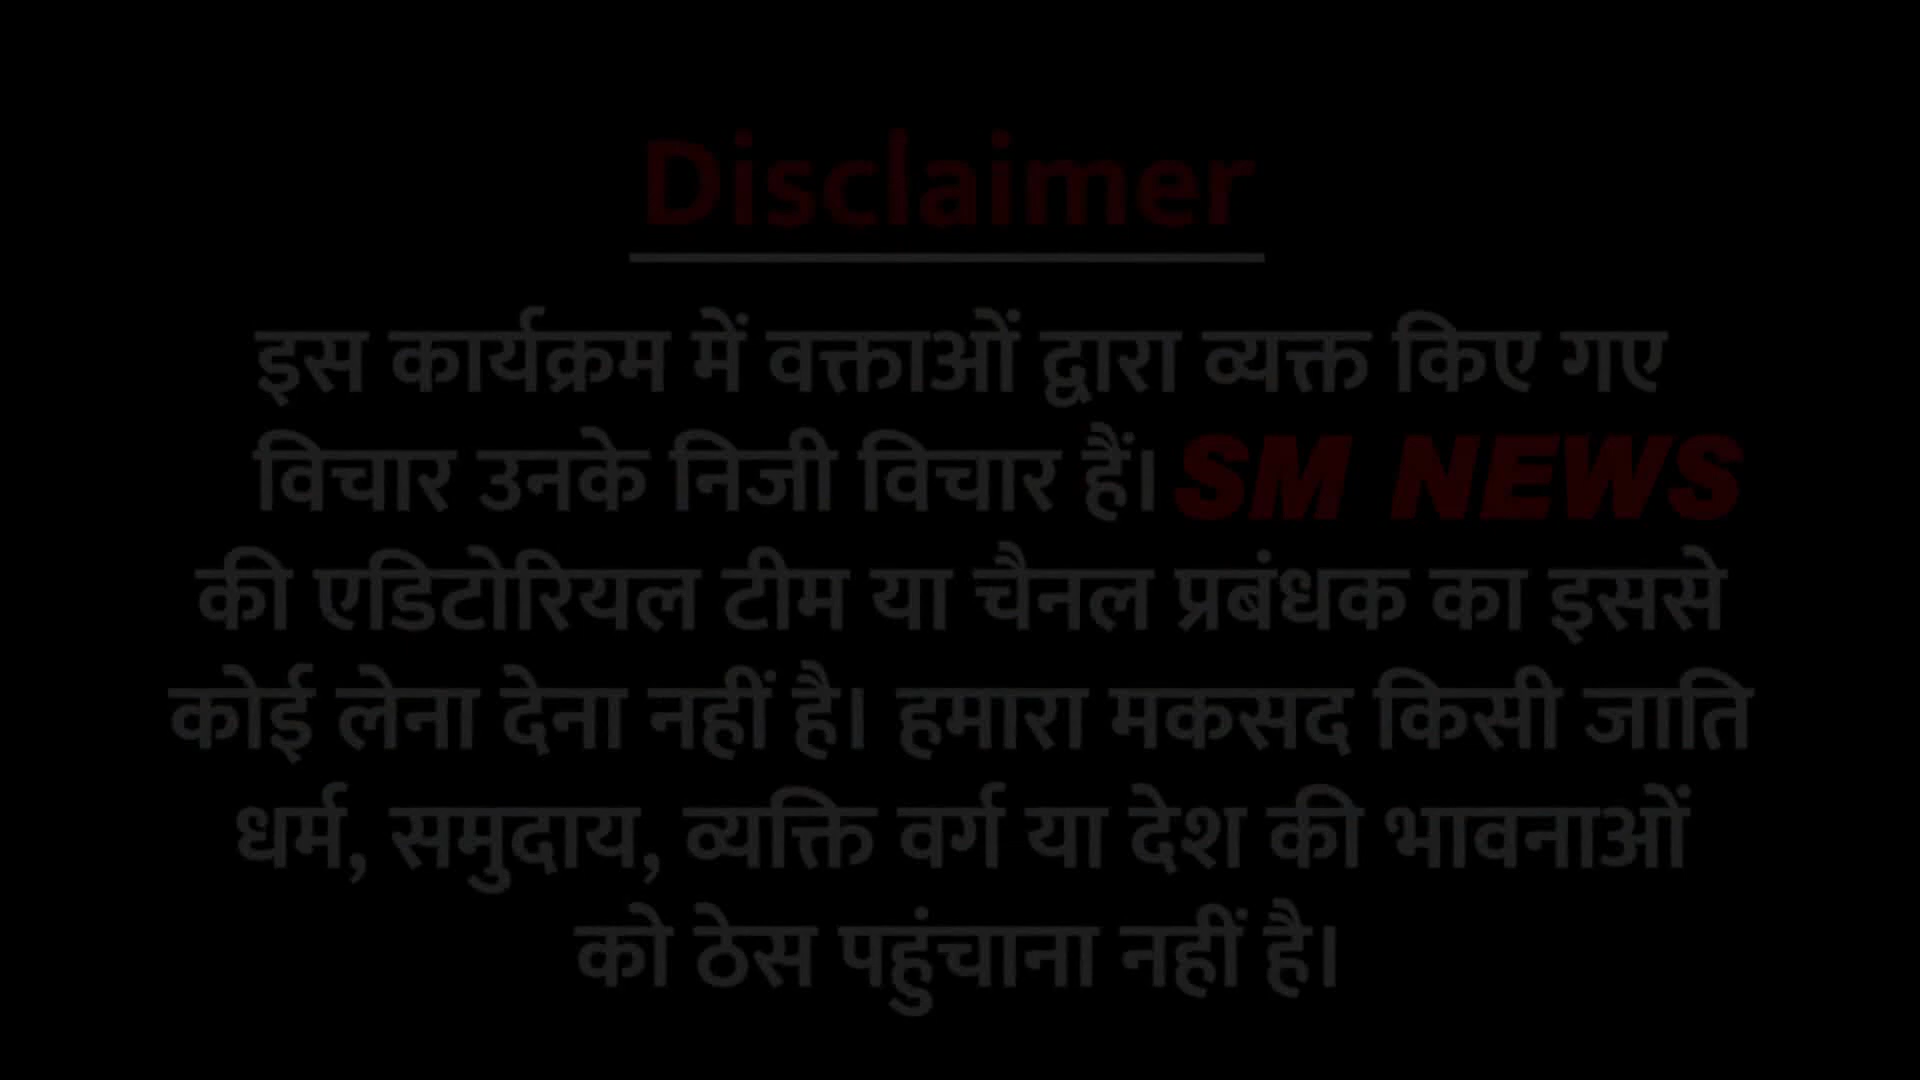 Disclaimer
इस कार्यक्रम में वक्ताओं द्वारा व्यक्त किए गए
विचार उनके निजी विचार हैं। SM NEWS
की एडिटोरियल टीम या चैनल प्रबंधक का इससे
कोई लेना देना नहीं है। हमारा मकसद किसी जाति
धर्म, समुदाय, व्यक्ति वर्ग या देश की भावनाओं
को ठेस पहुंचाना नहीं है।